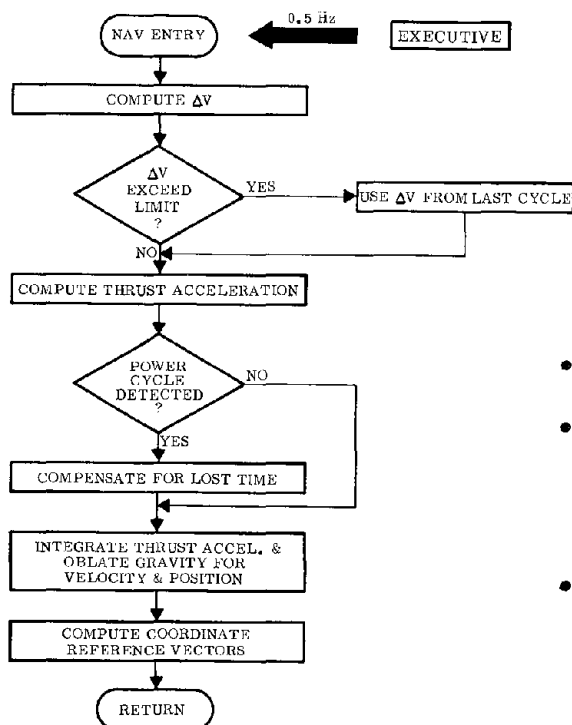 0.5 Hz
NAV ENTRY
EXECUTIVE
COMPUTE ΔV
ΔV
EXCEED
LIMIT
?
YES
USE ΔV FROM LAST CYCLE
NO
COMPUTE THRUST ACCELERATION
POWER
CYCLE
DETECTED
?
NO
YES
COMPENSATE FOR LOST TIME
INTEGRATE THRUST ACCEL. &
OBLATE GRAVITY FOR
VELOCITY & POSITION
COMPUTE COORDINATE
REFERENCE VECTORS
RETURN